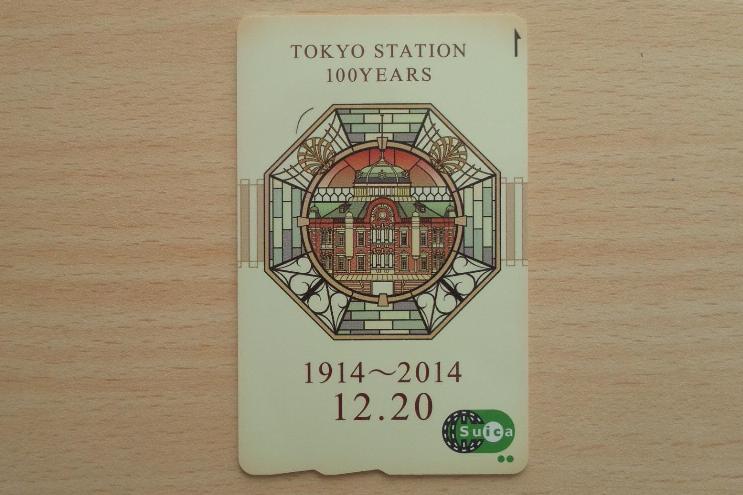 TOKYO STATION
100YEARS
1914～2014
12.20
Suica